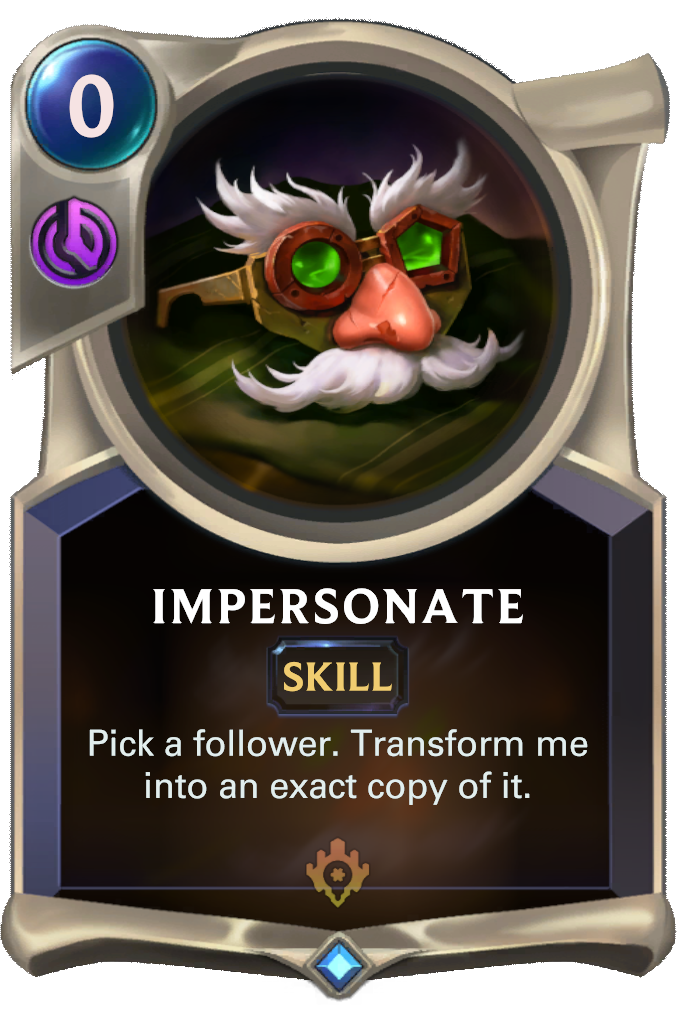 0
IMPERSONATE
SKILL
Pick a follower. Transform me
into an exact copy of it.